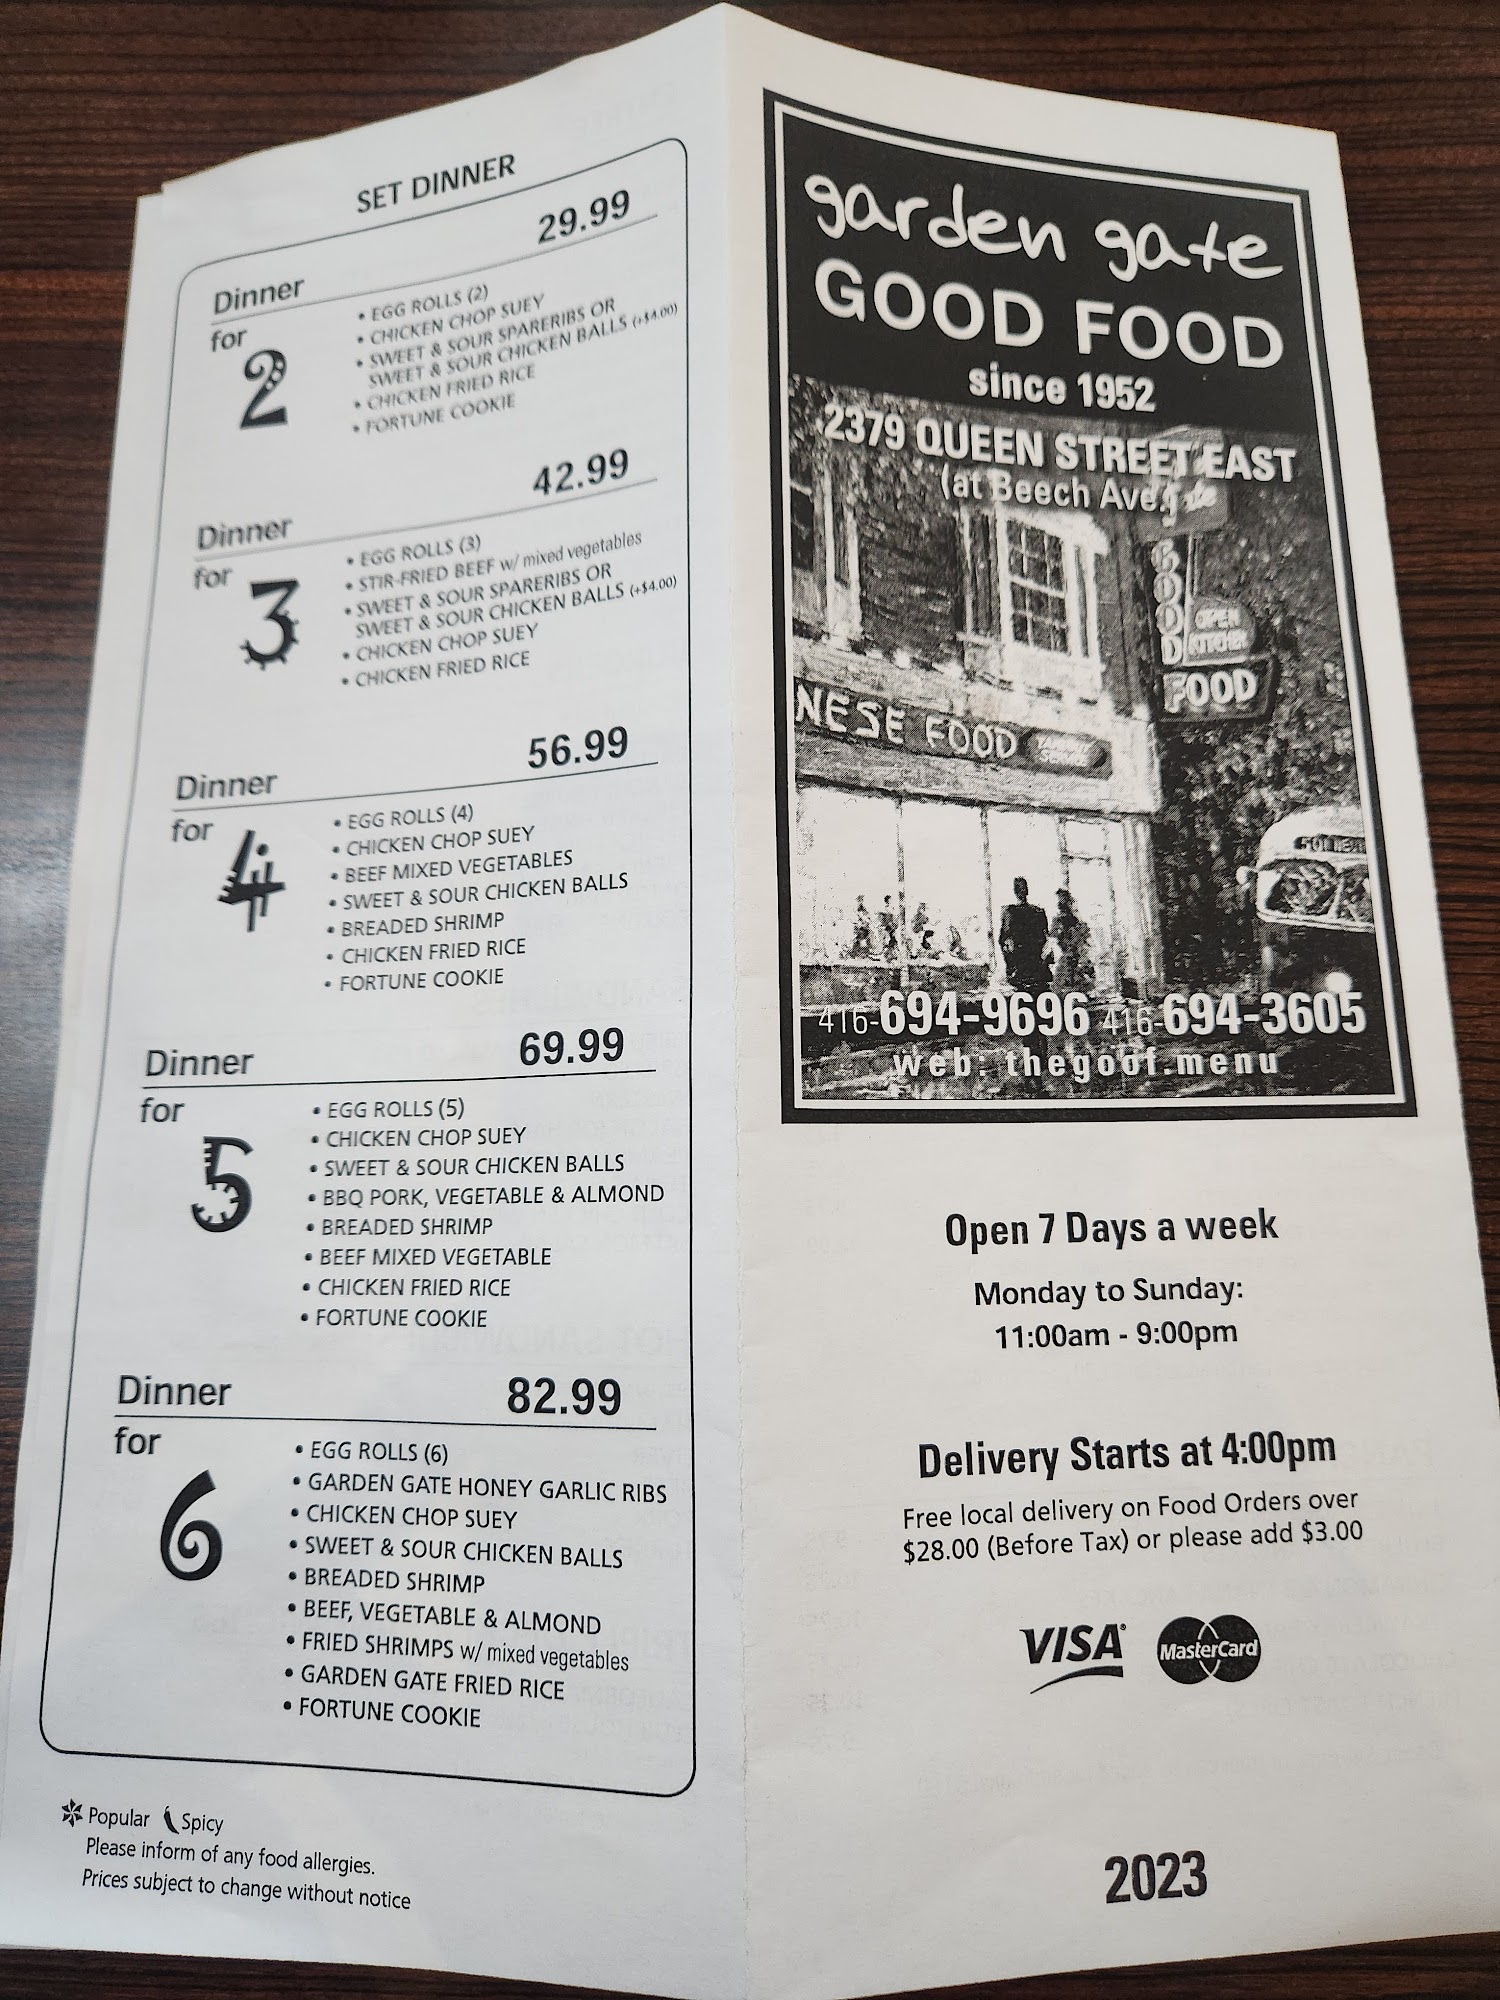 SET DINNER
Dinner 29.99
for
2
• EGG ROLLS (2)
• CHICKEN CHOP SUEY
• SWEET & SOUR SPARERIBS OR
SWEET & SOUR CHICKEN BALLS (+$4.00)
• CHICKEN FRIED RICE
• FORTUNE COOKIE
Dinner 42.99
for
3
• EGG ROLLS (3)
• STIR-FRIED BEEF w/ mixed vegetables
• SWEET & SOUR SPARERIBS OR
SWEET & SOUR CHICKEN BALLS (+$4.00)
• CHICKEN CHOP SUEY
• CHICKEN FRIED RICE
Dinner 56.99
for
4
• EGG ROLLS (4)
• CHICKEN CHOP SUEY
• BEEF MIXED VEGETABLES
• SWEET & SOUR CHICKEN BALLS
• BREADED SHRIMP
• CHICKEN FRIED RICE
• FORTUNE COOKIE
Dinner 69.99
for
5
• EGG ROLLS (5)
• CHICKEN CHOP SUEY
• SWEET & SOUR CHICKEN BALLS
• BBQ PORK, VEGETABLE & ALMOND
• BREADED SHRIMP
• BEEF MIXED VEGETABLE
• CHICKEN FRIED RICE
• FORTUNE COOKIE
Dinner 82.99
for
6
• EGG ROLLS (6)
• GARDEN GATE HONEY GARLIC RIBS
• CHICKEN CHOP SUEY
• SWEET & SOUR CHICKEN BALLS
• BREADED SHRIMP
• BEEF, VEGETABLE & ALMOND
• FRIED SHRIMPS w/ mixed vegetables
• GARDEN GATE FRIED RICE
• FORTUNE COOKIE
Popular Spicy
Please inform of any food allergies.
Prices subject to change without notice
garden gate
GOOD FOOD
since 1952
2379 QUEEN STREET EAST
(at Beech Ave.)
GOOD
OPEN
KITCHEN
FOOD
NESE FOOD
416-694-9696 416-694-3605
web: thegoof.menu
Open 7 Days a week
Monday to Sunday:
11:00am - 9:00pm
Delivery Starts at 4:00pm
Free local delivery on Food Orders over
$28.00 (Before Tax) or please add $3.00
VISA MasterCard
2023